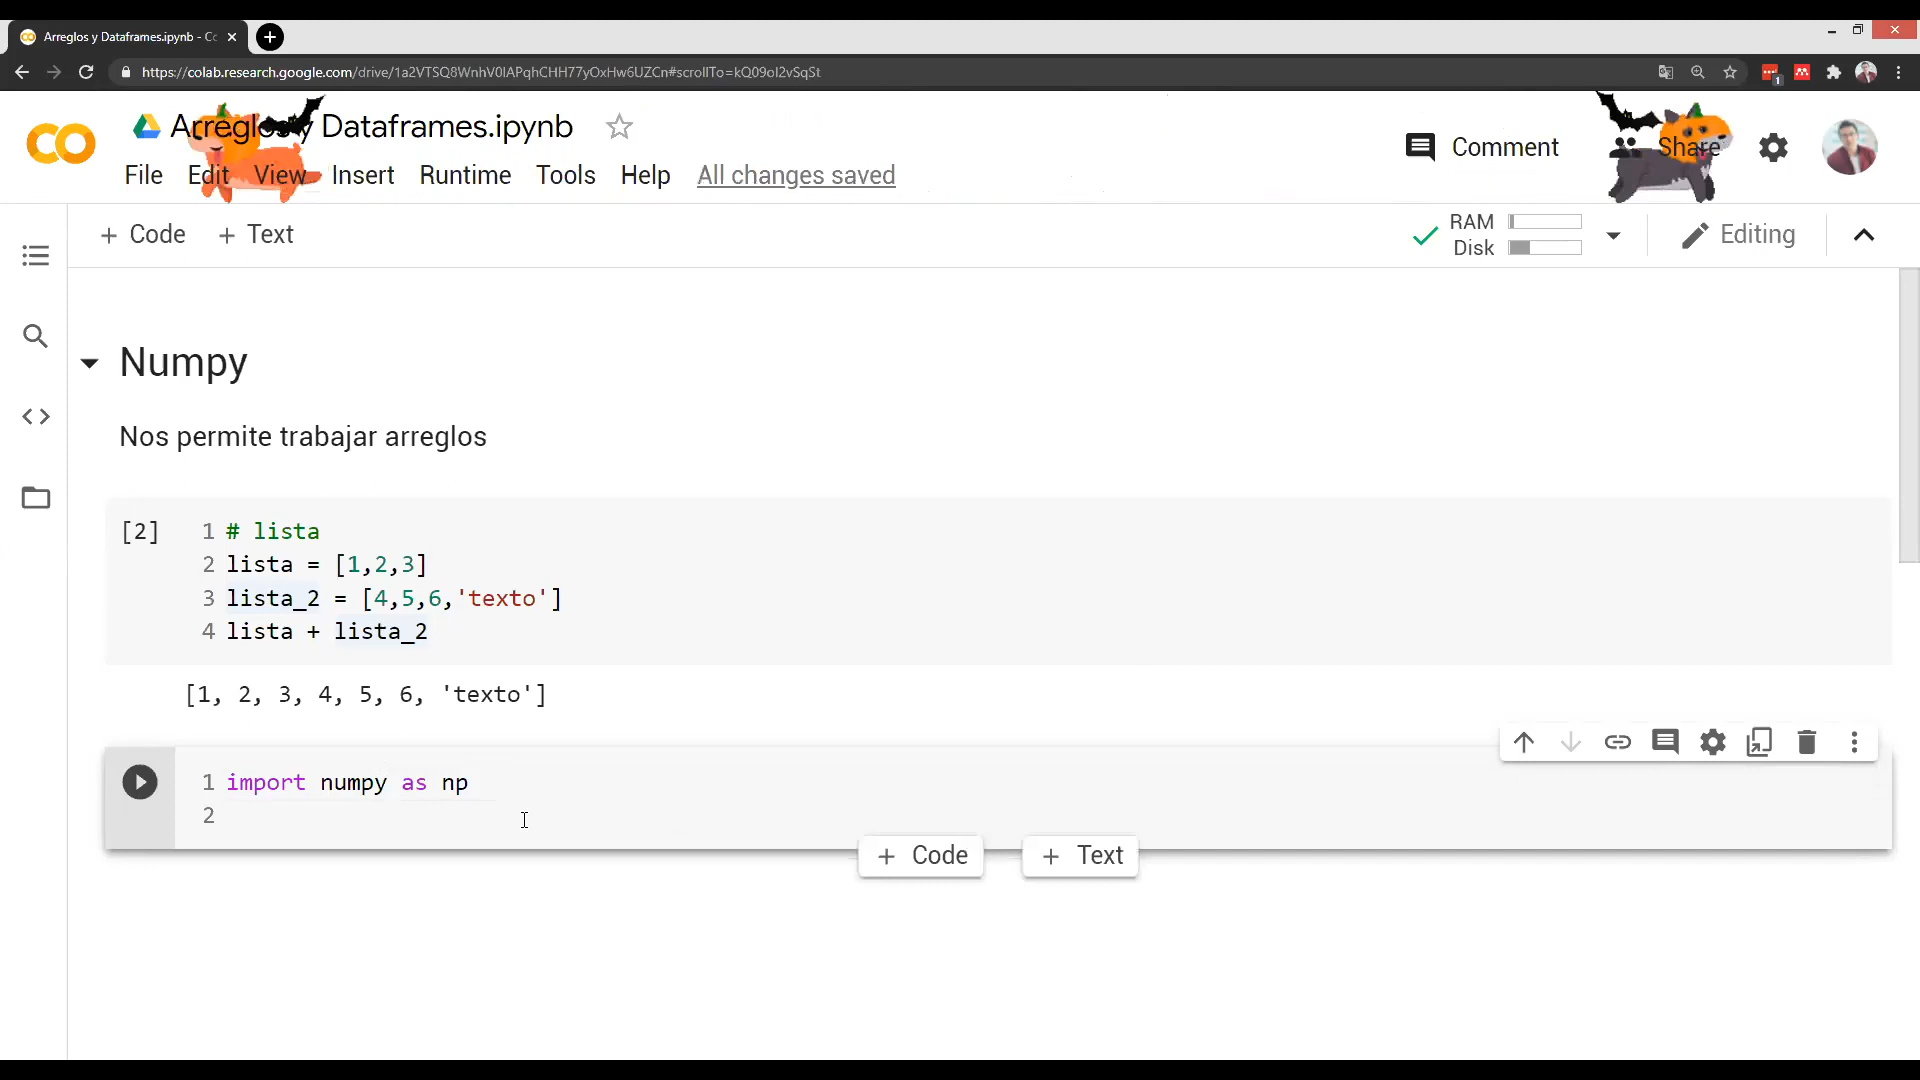 Arreglos y Dataframes.ipynb - Cc
https://colab.research.google.com/drive/1a2VTSQ8WnhV0IAPqhCHH77yOxHw6UZCn#scrollTo=kQ09oI2vSqSt
1
Arreglos y Dataframes.ipynb
Comment
Share
File Edit View Insert Runtime Tools Help All changes saved
+ Code + Text
RAM
Disk
Editing
Numpy
Nos permite trabajar arreglos
[2]
1 # lista
2 lista = [1,2,3]
3 lista_2 = [4,5,6,'texto']
4 lista + lista_2
[1, 2, 3, 4, 5, 6, 'texto']
1 import numpy as np
2
+ Code + Text